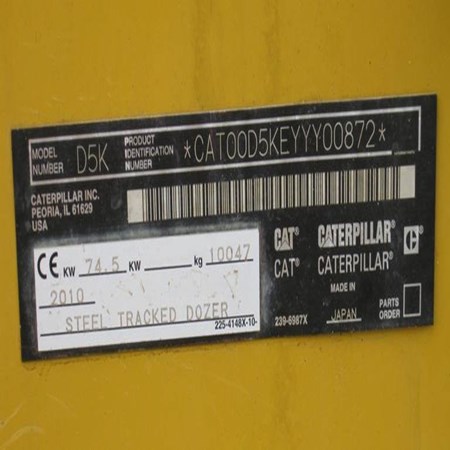 MODEL NUMBER D5K PRODUCT IDENTIFICATION NUMBER *CAT00D5KEYYY00872*
CATERPILLAR INC.
PEORIA, IL 61629
USA
CE KW 74.5 KW kg 10047
2010
STEEL TRACKED DOZER
225-4148X-10-
CAT® CATERPILLAR® C
CAT® CATERPILLAR®
MADE IN
JAPAN
239-6987X
PARTS ORDER